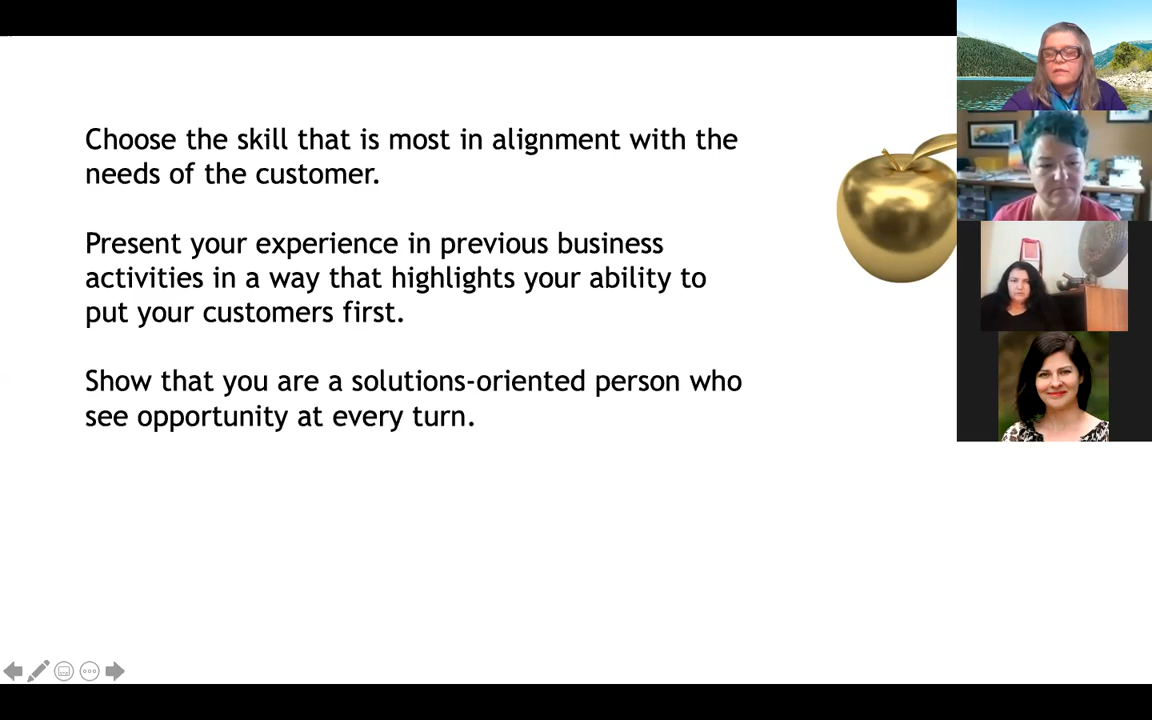 Choose the skill that is most in alignment with the
needs of the customer.
Present your experience in previous business
activities in a way that highlights your ability to
put your customers first.
Show that you are a solutions-oriented person who
see opportunity at every turn.